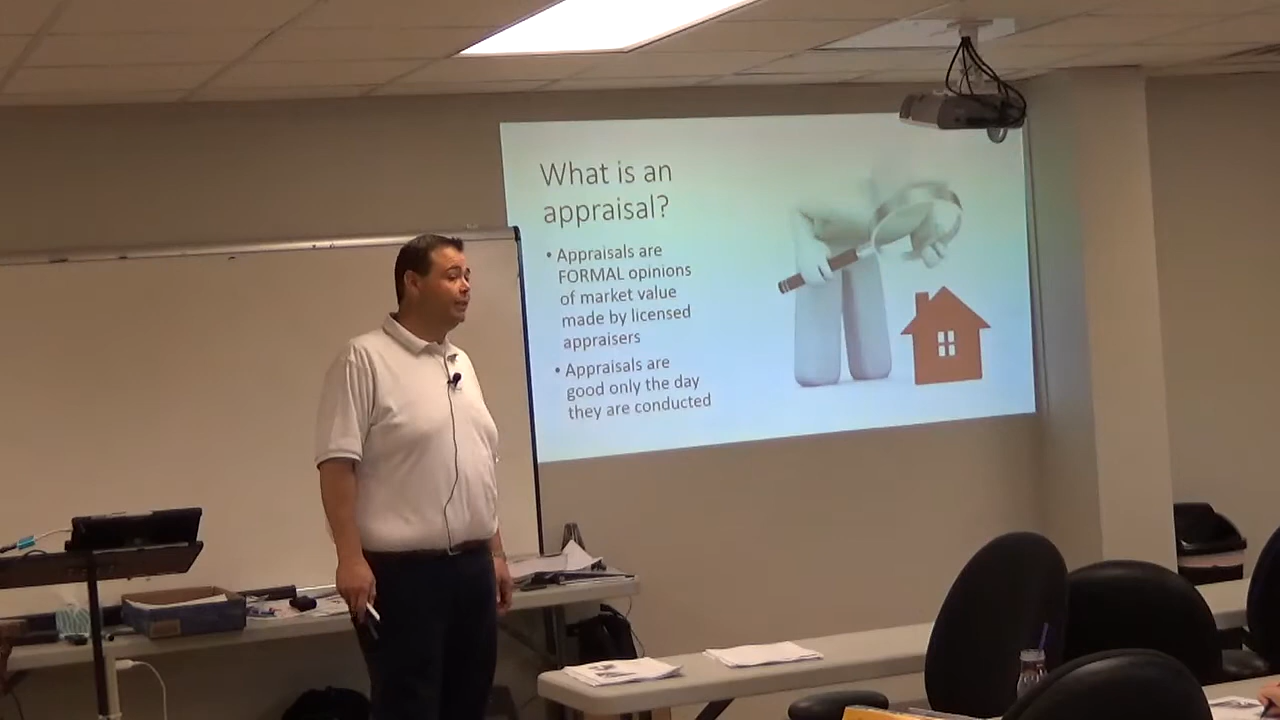 What is an
appraisal?
• Appraisals are
FORMAL opinions
of market value
made by licensed
appraisers
• Appraisals are
good only the day
they are conducted